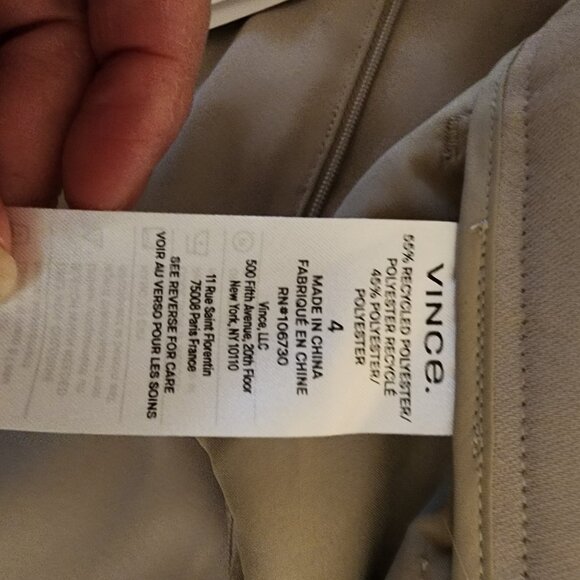 VINCE.
55% RECYCLED POLYESTER/
POLYESTER RECYCLÉ
45% POLYESTER/
POLYESTER
4
MADE IN CHINA
FABRIQUÉ EN CHINE
RN#106730
Vince, LLC
500 Fifth Avenue, 20th Floor
New York, NY 10110
11 Rue Saint Florentin
75008 Paris France
SEE REVERSE FOR CARE
VOIR AU VERSO POUR LES SOINS